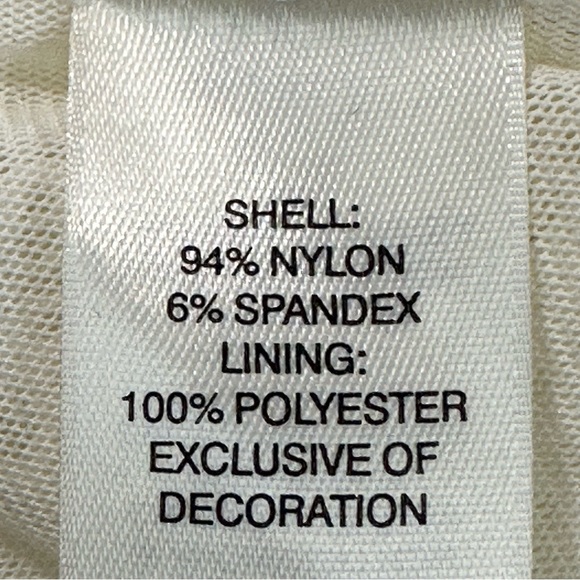 SHELL:
94% NYLON
6% SPANDEX
LINING:
100% POLYESTER
EXCLUSIVE OF
DECORATION